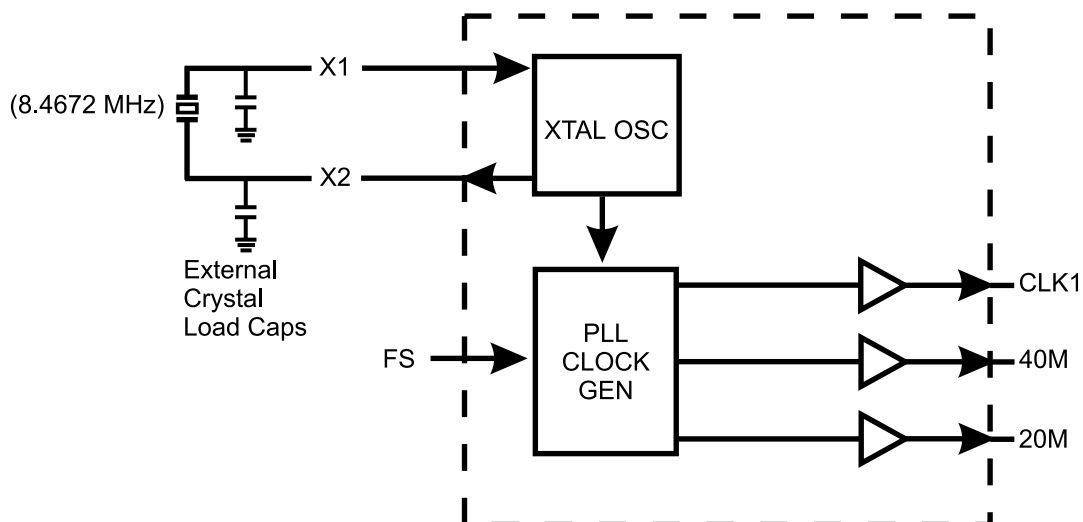 X1
(8.4672 MHz)
XTAL OSC
X2
External
Crystal
Load Caps
CLK1
PLL
CLOCK
GEN
FS
40M
20M